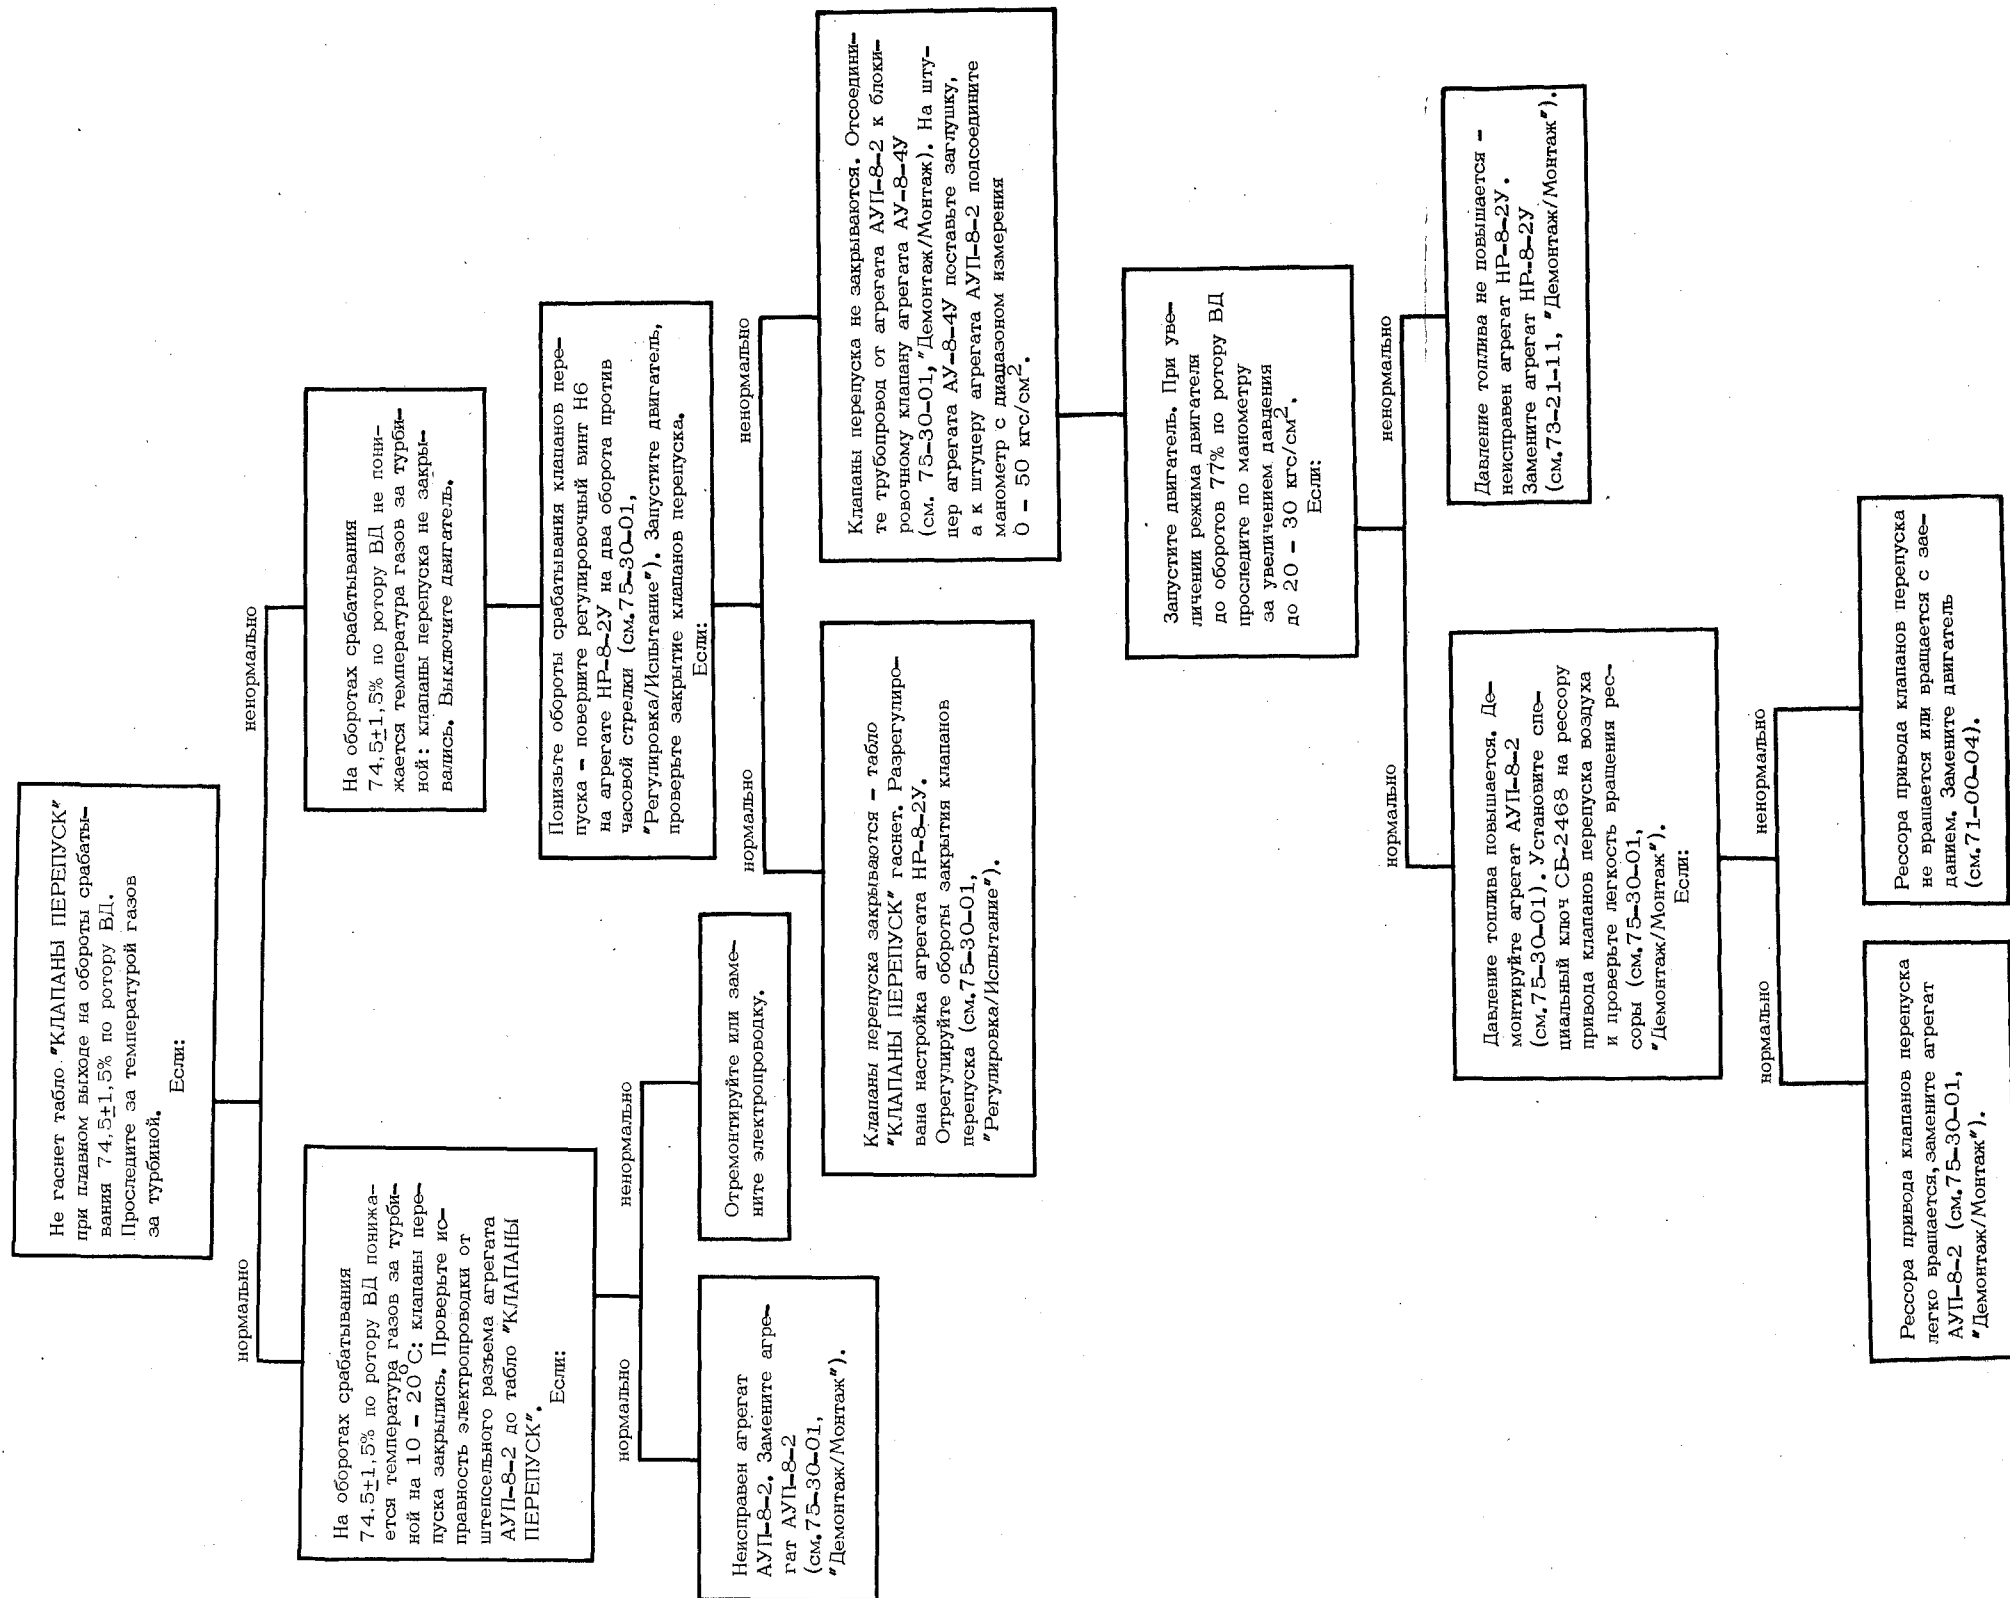 Не гаснет табло "КЛАПАНЫ ПЕРЕПУСК"
при плавном выходе на обороты срабаты-
вания 74,5±1,5% по ротору ВД.
Проследите за температурой газов
за турбиной.
Если:
нормально
ненормально
На оборотах срабатывания
74,5±1,5% по ротору ВД понижа-
ется температура газов за турби-
ной на 10 – 20°С: клапаны пере-
пуска закрылись. Проверьте ис-
правность электропроводки от
штепсельного разъема агрегата
АУП-8-2 до табло "КЛАПАНЫ
ПЕРЕПУСК".
Если:
На оборотах срабатывания
74,5±1,5% по ротору ВД не пони-
жается температура газов за турби-
ной: клапаны перепуска не закры-
вались. Выключите двигатель.
Понизьте обороты срабатывания клапанов пере-
пуска – поверните регулировочный винт Н6
на агрегате НР-8-2У на два оборота против
часовой стрелки (см.75-30-01,
"Регулировка/Испытание"). Запустите двигатель,
проверьте закрытие клапанов перепуска.
Если:
нормально
ненормально
Неисправен агрегат
АУП-8-2. Замените агре-
гат АУП-8-2
(см.75-30-01,
"Демонтаж/Монтаж").
Отремонтируйте или заме-
ните электропроводку.
нормально
ненормально
Клапаны перепуска закрываются – табло
"КЛАПАНЫ ПЕРЕПУСК" гаснет. Разрегулиро-
вана настройка агрегата НР-8-2У.
Отрегулируйте обороты закрытия клапанов
перепуска (см.75-30-01,
"Регулировка/Испытание").
Клапаны перепуска не закрываются. Отсоедини-
те трубопровод от агрегата АУП-8-2 к блоки-
ровочному клапану агрегата АУ-8-4У
(см. 75-30-01, "Демонтаж/Монтаж"). На шту-
цер агрегата АУ-8-4У поставьте заглушку,
а к штуцеру агрегата АУП-8-2 подсоедините
манометр с диапазоном измерения
0 – 50 кгс/см².
Запустите двигатель. При уве-
личении режима двигателя
до оборотов 77% по ротору ВД
проследите по манометру
за увеличением давления
до 20 – 30 кгс/см².
Если:
нормально
ненормально
Давление топлива повышается. Де-
монтируйте агрегат АУП-8-2
(см.75-30-01). Установите спе-
циальный ключ СБ-2468 на рессору
привода клапанов перепуска воздуха
и проверьте легкость вращения рес-
соры (см.75-30-01,
"Демонтаж/Монтаж").
Если:
Давление топлива не повышается –
неисправен агрегат НР-8-2У.
Замените агрегат НР-8-2У
(см.73-21-11, "Демонтаж/Монтаж").
нормально
ненормально
Рессора привода клапанов перепуска
легко вращается,замените агрегат
АУП-8-2 (см.75-30-01,
"Демонтаж/Монтаж").
Рессора привода клапанов перепуска
не вращается или вращается с зае-
данием. Замените двигатель
(см.71-00-04).